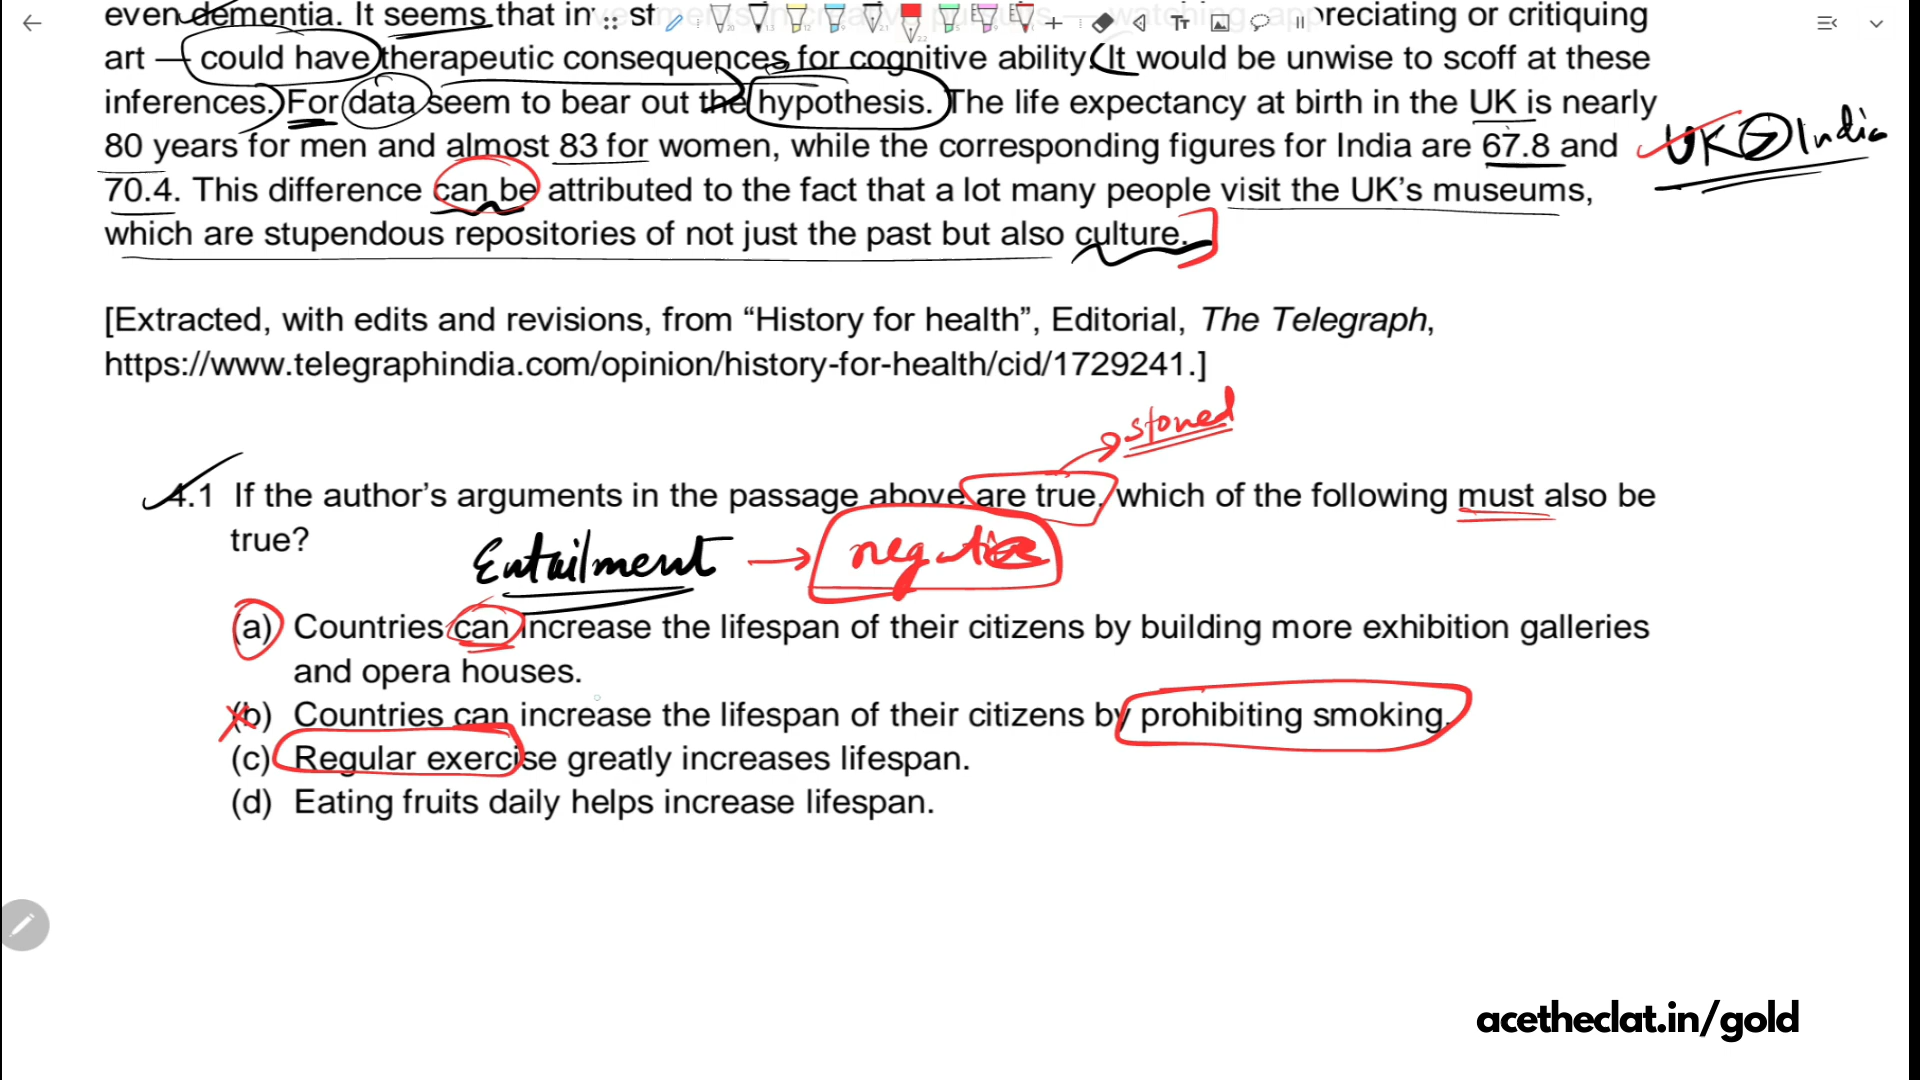 even dementia. It seems that in st reciating or critiquing
art — could have therapeutic consequences for cognitive ability. It would be unwise to scoff at these
inferences. For data seem to bear out the hypothesis. The life expectancy at birth in the UK is nearly
80 years for men and almost 83 for women, while the corresponding figures for India are 67.8 and
UK > India
70.4. This difference can be attributed to the fact that a lot many people visit the UK’s museums,
which are stupendous repositories of not just the past but also culture.
[Extracted, with edits and revisions, from “History for health”, Editorial, The Telegraph,
https://www.telegraphindia.com/opinion/history-for-health/cid/1729241.]
stoned
4.1 If the author’s arguments in the passage above are true, which of the following must also be
true?
Entailment → negate
(a) Countries can increase the lifespan of their citizens by building more exhibition galleries
and opera houses.
(b) Countries can increase the lifespan of their citizens by prohibiting smoking.
(c) Regular exercise greatly increases lifespan.
(d) Eating fruits daily helps increase lifespan.
acetheclat.in/gold